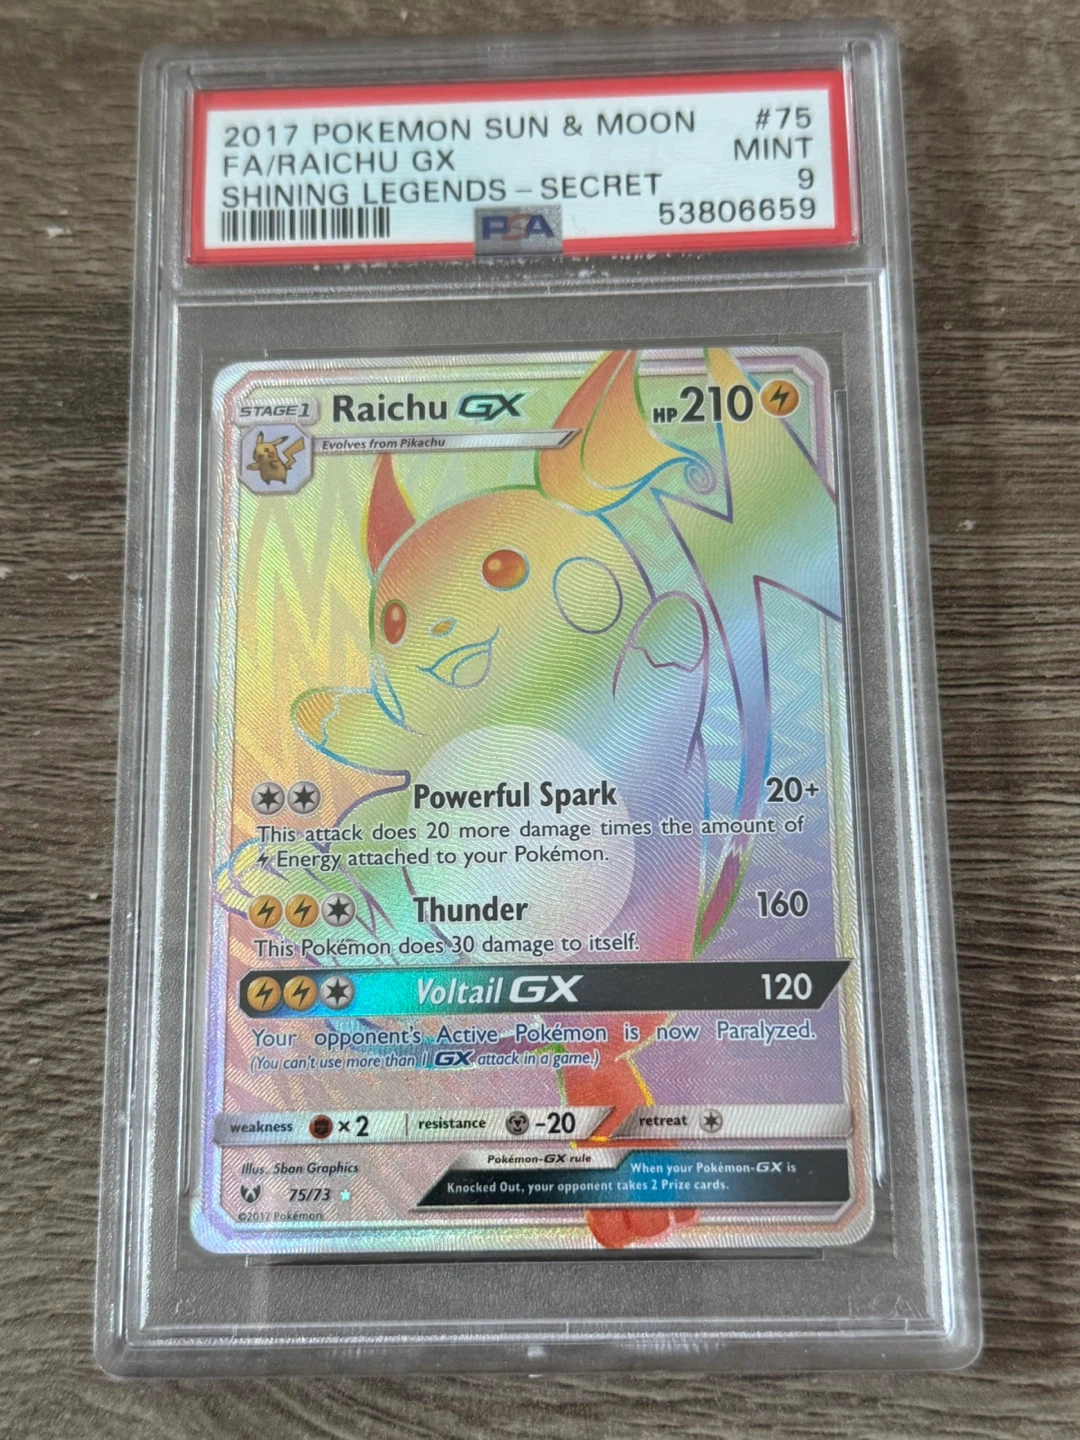 2017 POKEMON SUN & MOON #75
FA/RAICHU GX MINT
SHINING LEGENDS - SECRET 9
PSA 53806659
STAGE 1 Raichu GX HP 210
Evolves from Pikachu
Powerful Spark 20+
This attack does 20 more damage times the amount of
Energy attached to your Pokémon.
Thunder 160
This Pokémon does 30 damage to itself.
Voltail GX 120
Your opponent's Active Pokémon is now Paralyzed.
(You can't use more than 1 GX attack in a game.)
weakness ×2 resistance -20 retreat
Illus. 5ban Graphics
Pokémon-GX rule
When your Pokémon-GX is
Knocked Out, your opponent takes 2 Prize cards.
75/73
©2017 Pokémon